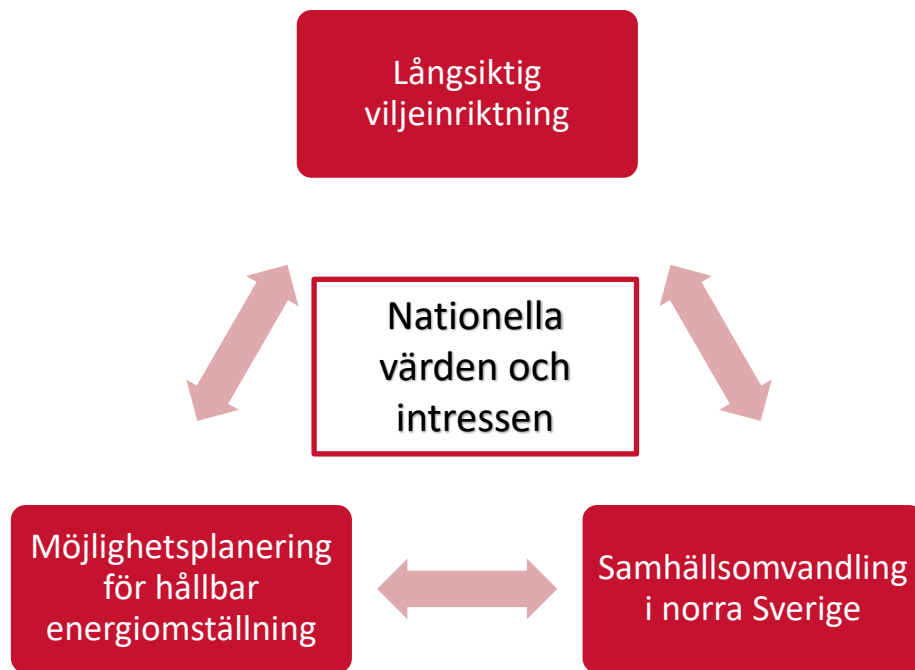 Långsiktig
viljeinriktning
Nationella
värden och
intressen
Möjlighetsplanering
för hållbar
energiomställning
Samhällsomvandling
i norra Sverige